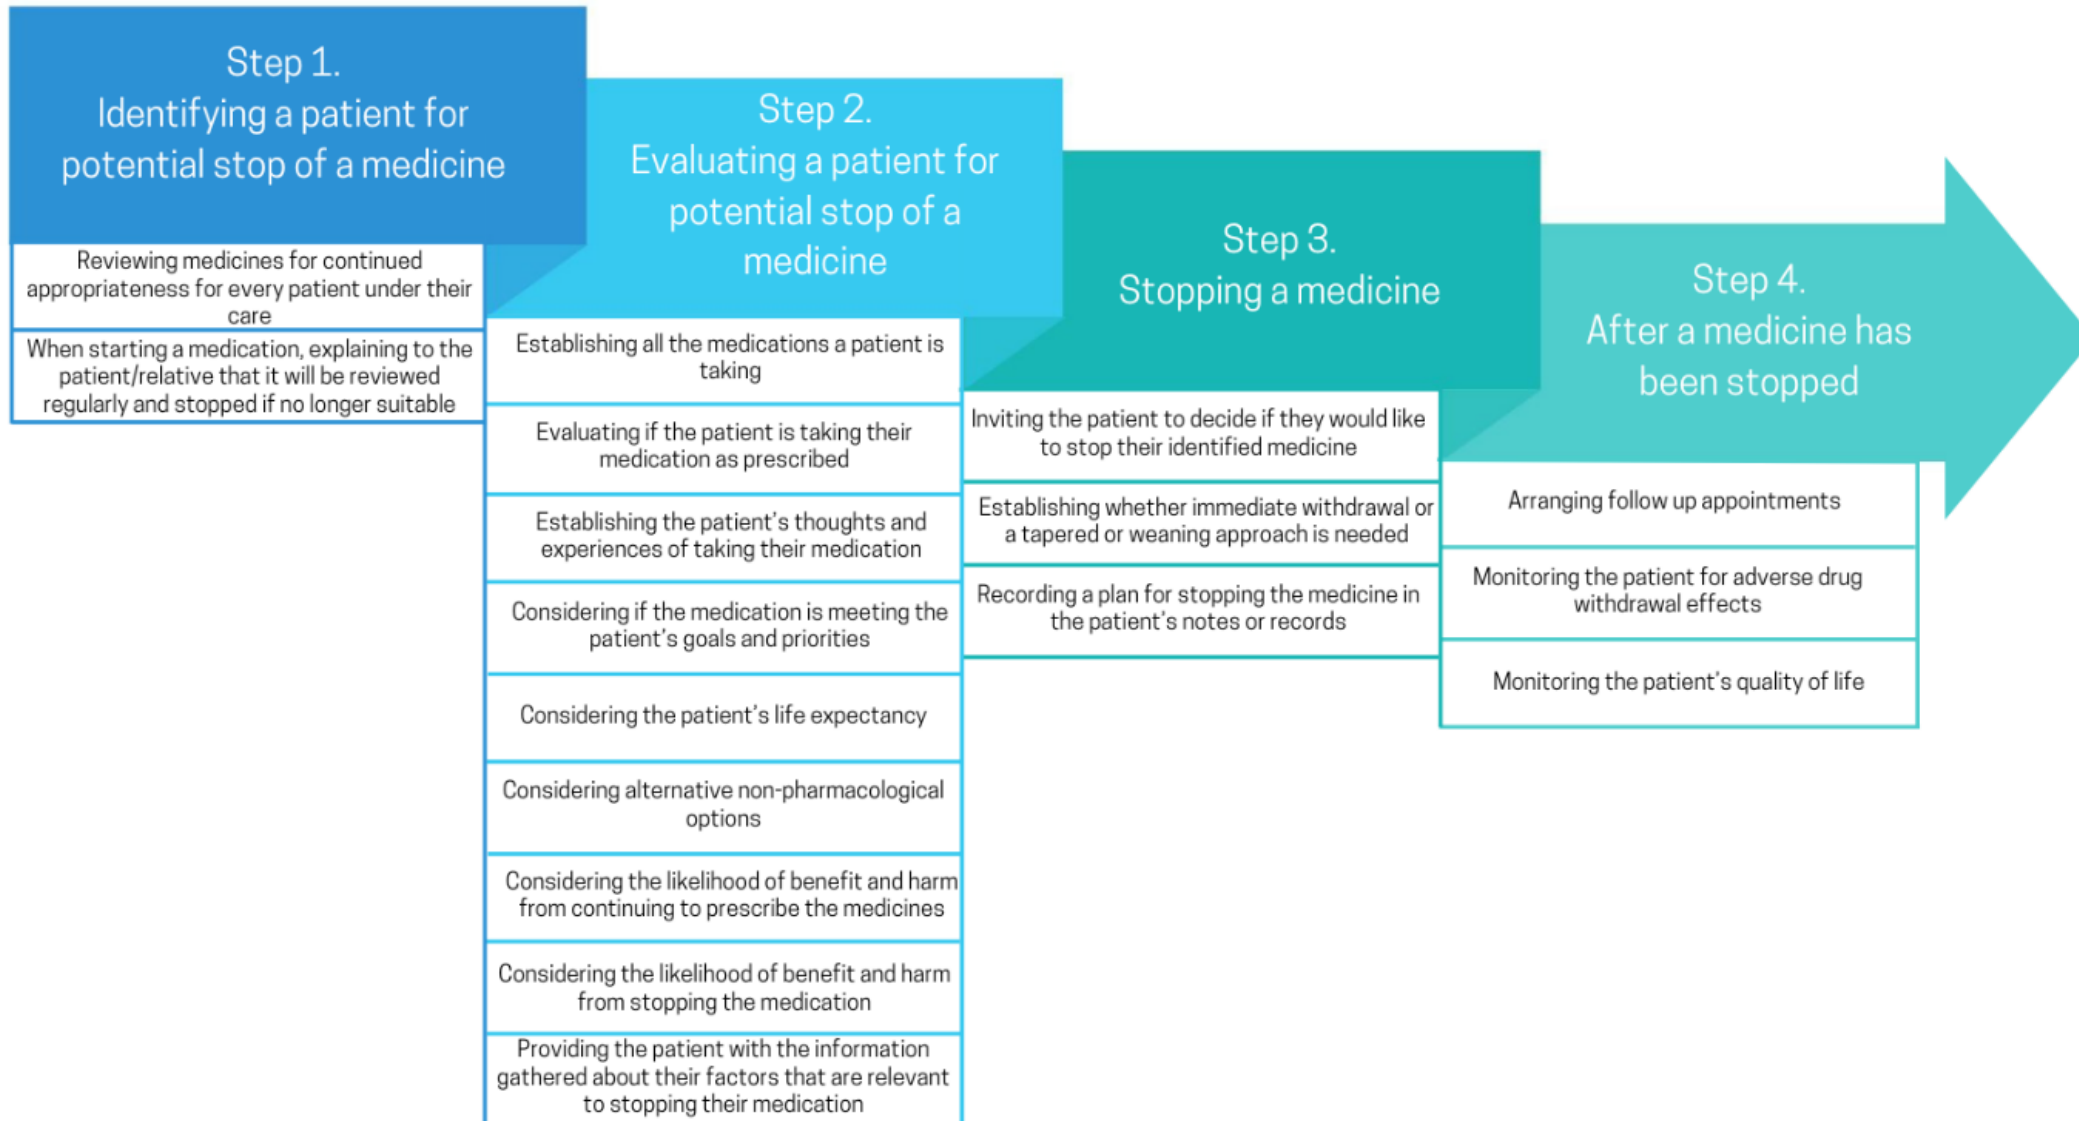 Step 1.
Identifying a patient for
potential stop of a medicine
Reviewing medicines for continued
appropriateness for every patient under their
care
When starting a medication, explaining to the
patient/relative that it will be reviewed
regularly and stopped if no longer suitable
Step 2.
Evaluating a patient for
potential stop of a
medicine
Establishing all the medications a patient is
taking
Evaluating if the patient is taking their
medication as prescribed
Establishing the patient's thoughts and
experiences of taking their medication
Considering if the medication is meeting the
patient's goals and priorities
Considering the patient's life expectancy
Considering alternative non-pharmacological
options
Considering the likelihood of benefit and harm
from continuing to prescribe the medicines
Considering the likelihood of benefit and harm
from stopping the medication
Providing the patient with the information
gathered about their factors that are relevant
to stopping their medication
Step 3.
Stopping a medicine
Inviting the patient to decide if they would like
to stop their identified medicine
Establishing whether immediate withdrawal or
a tapered or weaning approach is needed
Recording a plan for stopping the medicine in
the patient's notes or records
Step 4.
After a medicine has
been stopped
Arranging follow up appointments
Monitoring the patient for adverse drug
withdrawal effects
Monitoring the patient's quality of life